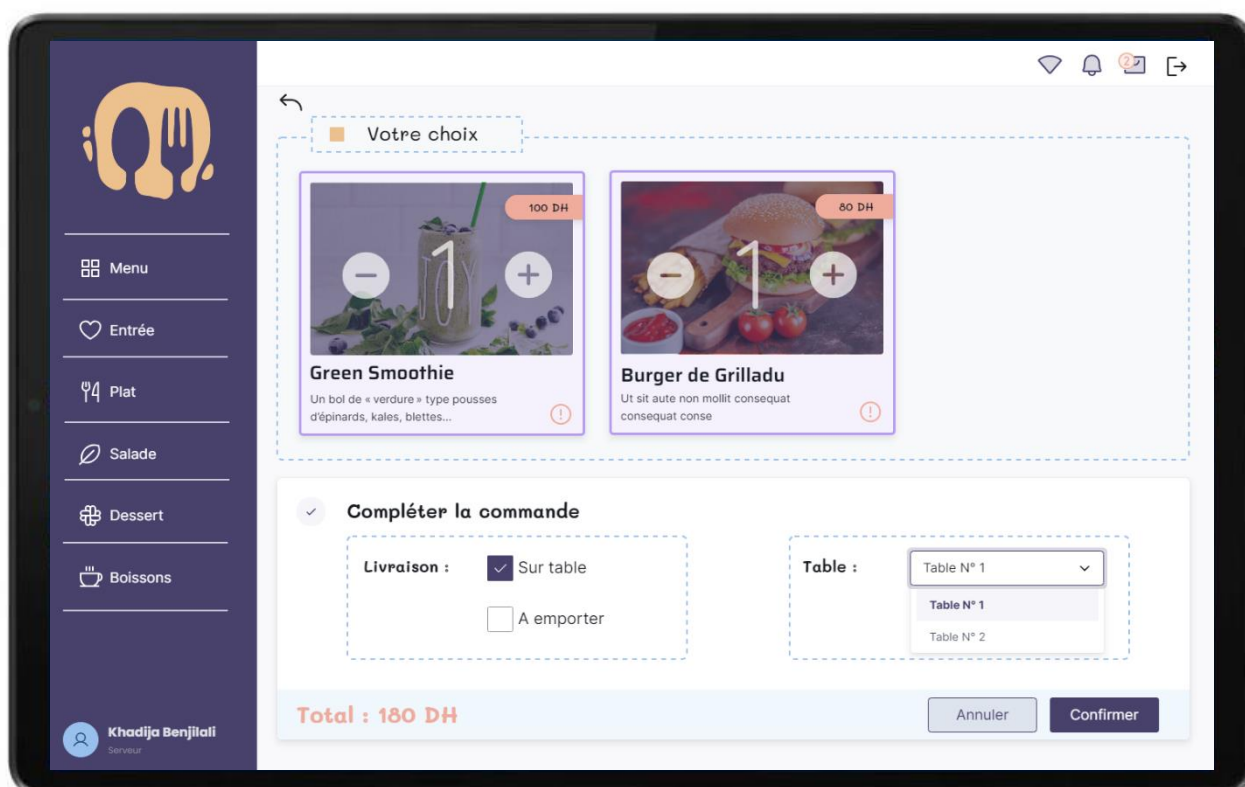 2
Votre choix
100 DH
80 DH
1
1
JOY
Green Smoothie
Un bol de « verdure » type pousses
d'épinards, kales, blettes...
Burger de Grilladu
Ut sit aute non mollit consequat
consequat conse
Menu
Entrée
Plat
Salade
Dessert
Boissons
Khadija Benjilali
Serveur
Compléter la commande
Livraison :
Sur table
A emporter
Table :
Table N° 1
Table N° 1
Table N° 2
Total : 180 DH
Annuler
Confirmer